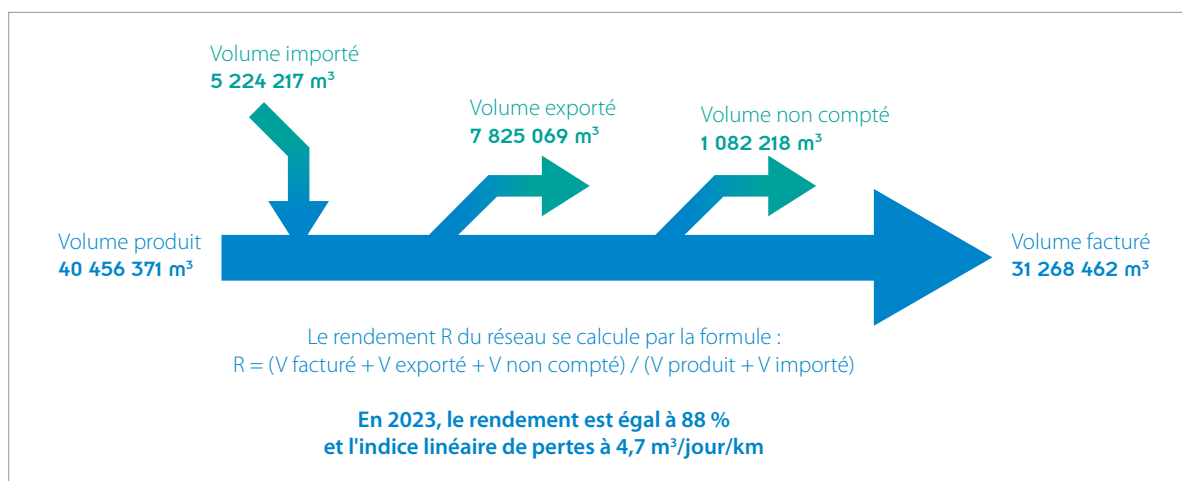 Volume importé
5 224 217 m³
Volume exporté
7 825 069 m³
Volume non compté
1 082 218 m³
Volume produit
40 456 371 m³
Volume facturé
31 268 462 m³
Le rendement R du réseau se calcule par la formule :
R = (V facturé + V exporté + V non compté) / (V produit + V importé)
En 2023, le rendement est égal à 88 %
et l'indice linéaire de pertes à 4,7 m³/jour/km